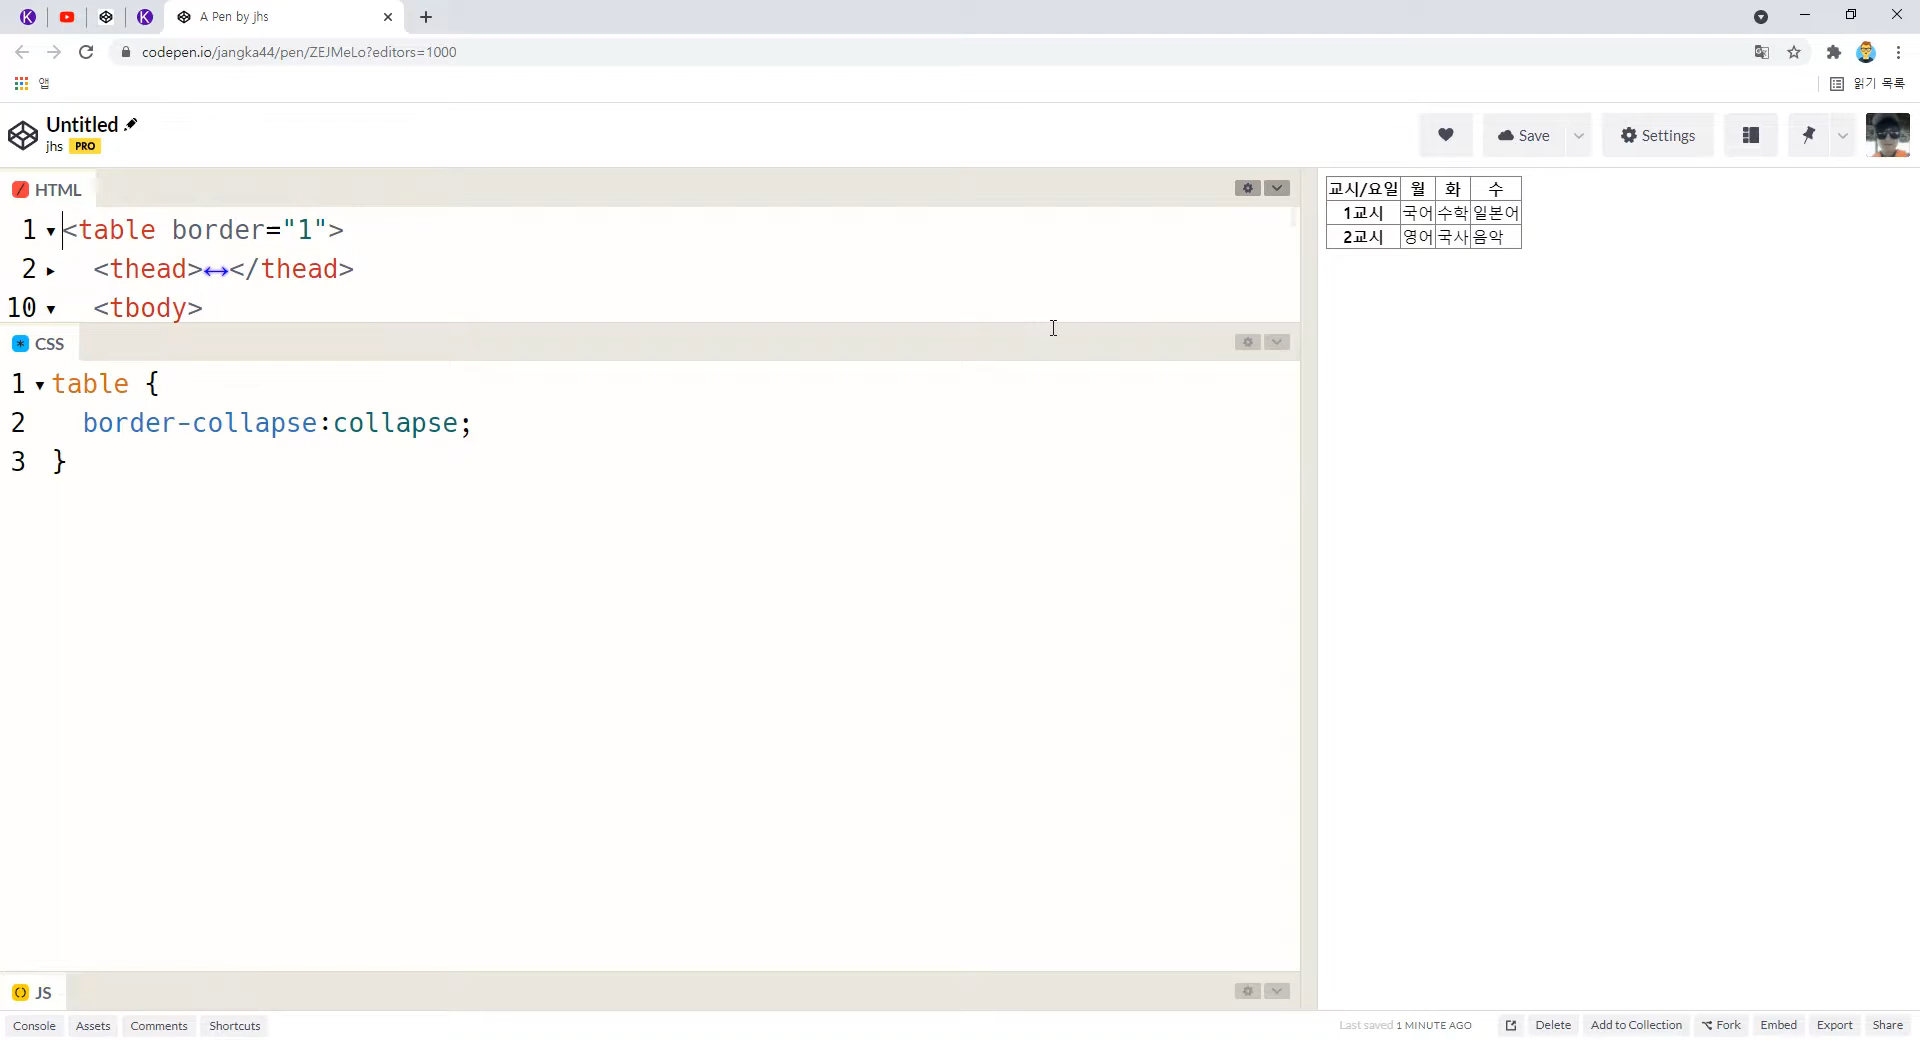 A Pen by jhs
codepen.io/jangka44/pen/ZEJMeLo?editors=1000
앱
읽기 목록
Untitled
jhs PRO
Save
Settings
HTML
1 <table border="1">
2 <thead>↔</thead>
10 <tbody>
CSS
1 table {
2 border-collapse:collapse;
3 }
JS
교시/요일 월 화 수
1교시 국어 수학 일본어
2교시 영어 국사 음악
Console Assets Comments Shortcuts
Last saved 1 MINUTE AGO Delete Add to Collection Fork Embed Export Share